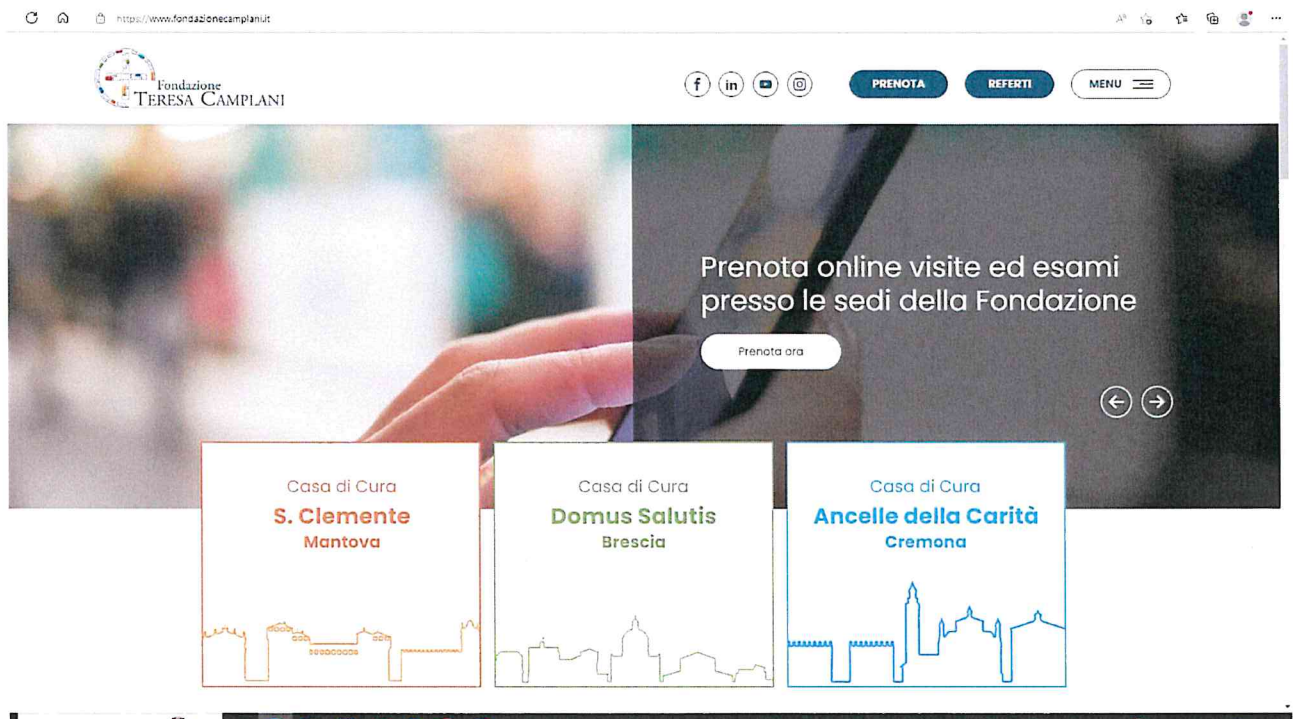 https://www.fondazionecamplani.it
Fondazione
TERESA CAMPLANI
PRENOTA
REFERTI
MENU
Prenota online visite ed esami
presso le sedi della Fondazione
Prenota ora
Casa di Cura
S. Clemente
Mantova
Casa di Cura
Domus Salutis
Brescia
Casa di Cura
Ancelle della Carità
Cremona